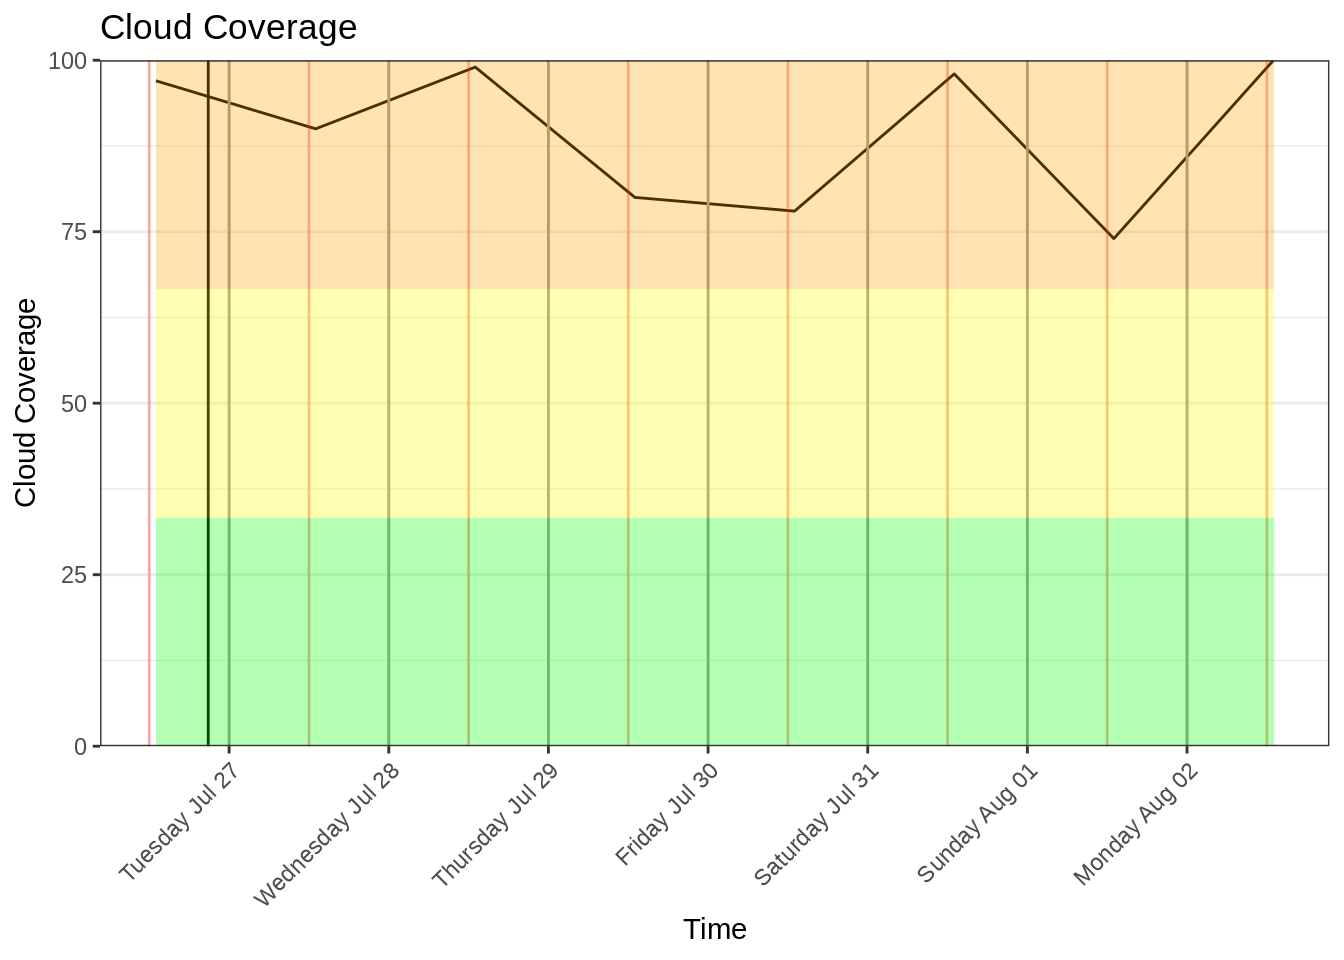 Cloud Coverage
100
75
50
25
0
Cloud Coverage
Tuesday Jul 27
Wednesday Jul 28
Thursday Jul 29
Friday Jul 30
Saturday Jul 31
Sunday Aug 01
Monday Aug 02
Time